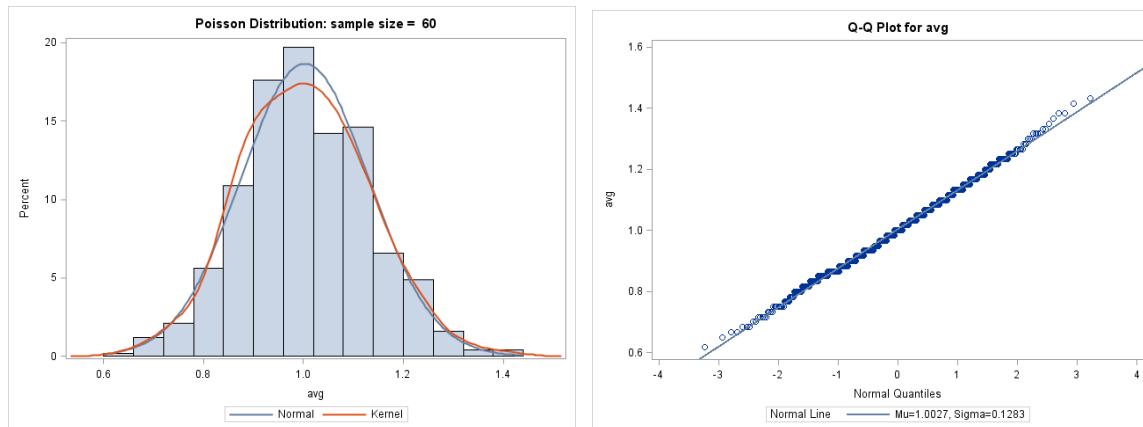 Poisson Distribution: sample size = 60
20
15
10
5
0
Percent
0.6 0.8 1.0 1.2 1.4
avg
Normal Kernel
Q-Q Plot for avg
1.6
1.4
1.2
1.0
0.8
0.6
avg
-4 -3 -2 -1 0 1 2 3 4
Normal Quantiles
Normal Line Mu=1.0027, Sigma=0.1283